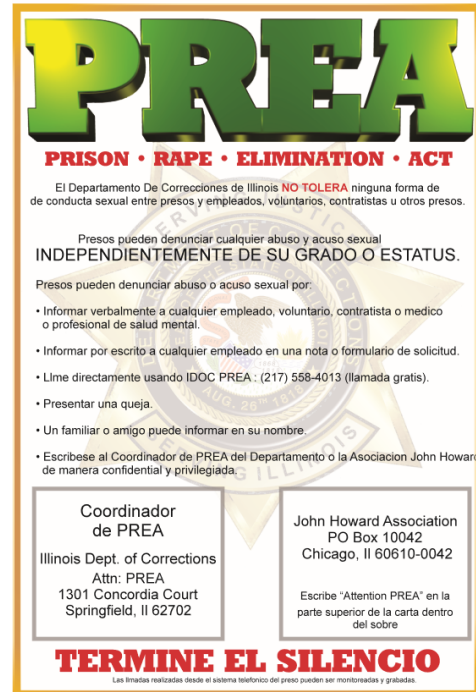 PREA
PRISON • RAPE • ELIMINATION • ACT
El Departamento De Correcciones de Illinois NO TOLERA ninguna forma de
de conducta sexual entre presos y empleados, voluntarios, contratistas u otros presos.
Presos pueden denunciar cualquier abuso y acuso sexual
INDEPENDIENTEMENTE DE SU GRADO O ESTATUS.
Presos pueden denunciar abuso o acuso sexual por:
• Informar verbalmente a cualquier empleado, voluntario, contratista o medico
o profesional de salud mental.
• Informar por escrito a cualquier empleado en una nota o formulario de solicitud.
• Llme directamente usando IDOC PREA : (217) 558-4013 (llamada gratis).
• Presentar una queja.
• Un familiar o amigo puede informar en su nombre.
• Escribese al Coordinador de PREA del Departamento o la Asociacion John Howard
de manera confidential y privilegiada.
Coordinador
de PREA
Illinois Dept. of Corrections
Attn: PREA
1301 Concordia Court
Springfield, Il 62702
John Howard Association
PO Box 10042
Chicago, Il 60610-0042
Escribe “Attention PREA” en la
parte superior de la carta dentro
del sobre
TERMINE EL SILENCIO
Las llmadas realizadas desde el sistema telefonico del preso pueden ser monitoreadas y grabadas.
AUG. 26TH 1818